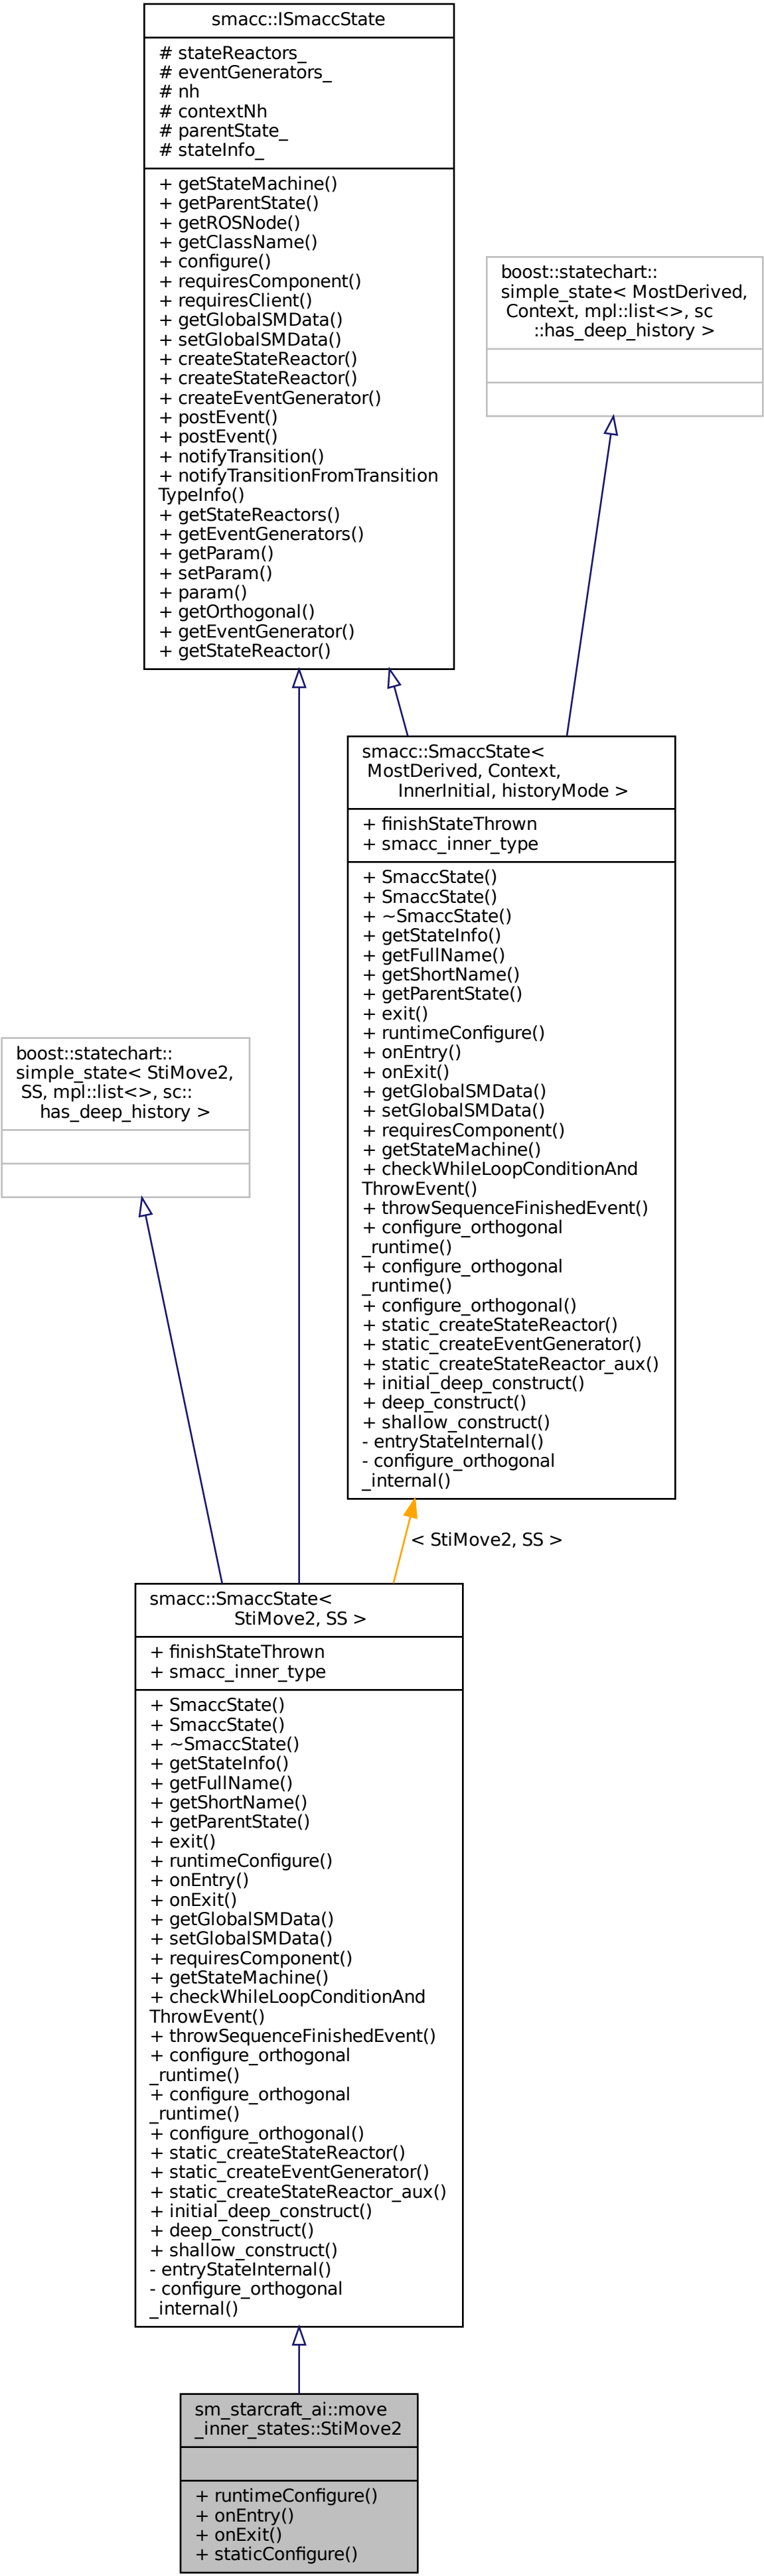 smacc::ISmaccState
# stateReactors_
# eventGenerators_
# nh
# contextNh
# parentState_
# stateInfo_
+ getStateMachine()
+ getParentState()
+ getROSNode()
+ getClassName()
+ configure()
+ requiresComponent()
+ requiresClient()
+ getGlobalSMData()
+ setGlobalSMData()
+ createStateReactor()
+ createStateReactor()
+ createEventGenerator()
+ postEvent()
+ postEvent()
+ notifyTransition()
+ notifyTransitionFromTransition
TypeInfo()
+ getStateReactors()
+ getEventGenerators()
+ getParam()
+ setParam()
+ param()
+ getOrthogonal()
+ getEventGenerator()
+ getStateReactor()
boost::statechart::
simple_state< MostDerived,
Context, mpl::list<>, sc
::has_deep_history >
smacc::SmaccState<
MostDerived, Context,
InnerInitial, historyMode >
+ finishStateThrown
+ smacc_inner_type
+ SmaccState()
+ SmaccState()
+ ~SmaccState()
+ getStateInfo()
+ getFullName()
+ getShortName()
+ getParentState()
+ exit()
+ runtimeConfigure()
+ onEntry()
+ onExit()
+ getGlobalSMData()
+ setGlobalSMData()
+ requiresComponent()
+ getStateMachine()
+ checkWhileLoopConditionAnd
ThrowEvent()
+ throwSequenceFinishedEvent()
+ configure_orthogonal
_runtime()
+ configure_orthogonal
_runtime()
+ configure_orthogonal()
+ static_createStateReactor()
+ static_createEventGenerator()
+ static_createStateReactor_aux()
+ initial_deep_construct()
+ deep_construct()
+ shallow_construct()
- entryStateInternal()
- configure_orthogonal
_internal()
boost::statechart::
simple_state< StiMove2,
SS, mpl::list<>, sc::
has_deep_history >
< StiMove2, SS >
smacc::SmaccState<
StiMove2, SS >
+ finishStateThrown
+ smacc_inner_type
+ SmaccState()
+ SmaccState()
+ ~SmaccState()
+ getStateInfo()
+ getFullName()
+ getShortName()
+ getParentState()
+ exit()
+ runtimeConfigure()
+ onEntry()
+ onExit()
+ getGlobalSMData()
+ setGlobalSMData()
+ requiresComponent()
+ getStateMachine()
+ checkWhileLoopConditionAnd
ThrowEvent()
+ throwSequenceFinishedEvent()
+ configure_orthogonal
_runtime()
+ configure_orthogonal
_runtime()
+ configure_orthogonal()
+ static_createStateReactor()
+ static_createEventGenerator()
+ static_createStateReactor_aux()
+ initial_deep_construct()
+ deep_construct()
+ shallow_construct()
- entryStateInternal()
- configure_orthogonal
_internal()
sm_starcraft_ai::move
_inner_states::StiMove2
+ runtimeConfigure()
+ onEntry()
+ onExit()
+ staticConfigure()